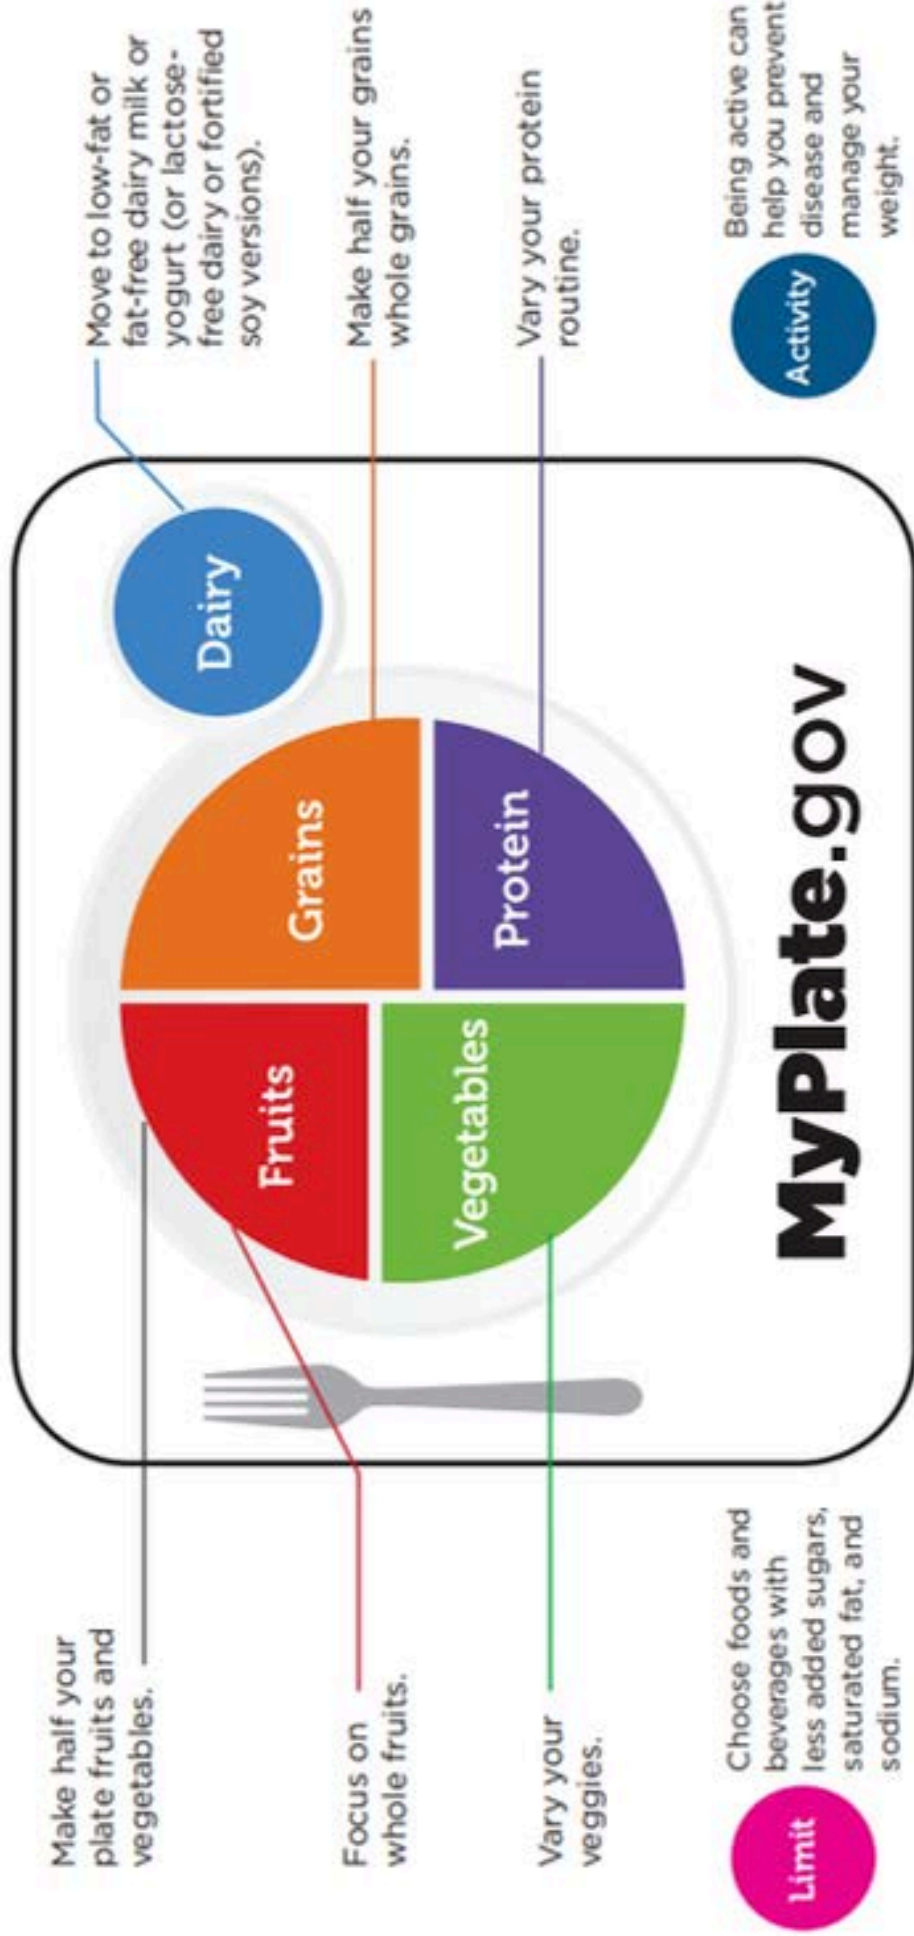 Make half your
plate fruits and
vegetables.
Focus on
whole fruits.
Vary your
veggies.
Fruits
Vegetables
Grains
Protein
Dairy
MyPlate.gov
Move to low-fat or
fat-free dairy milk or
yogurt (or lactose-
free dairy or fortified
soy versions).
Make half your grains
whole grains.
Vary your protein
routine.
Limit
Choose foods and
beverages with
less added sugars,
saturated fat, and
sodium.
Activity
Being active can
help you prevent
disease and
manage your
weight.